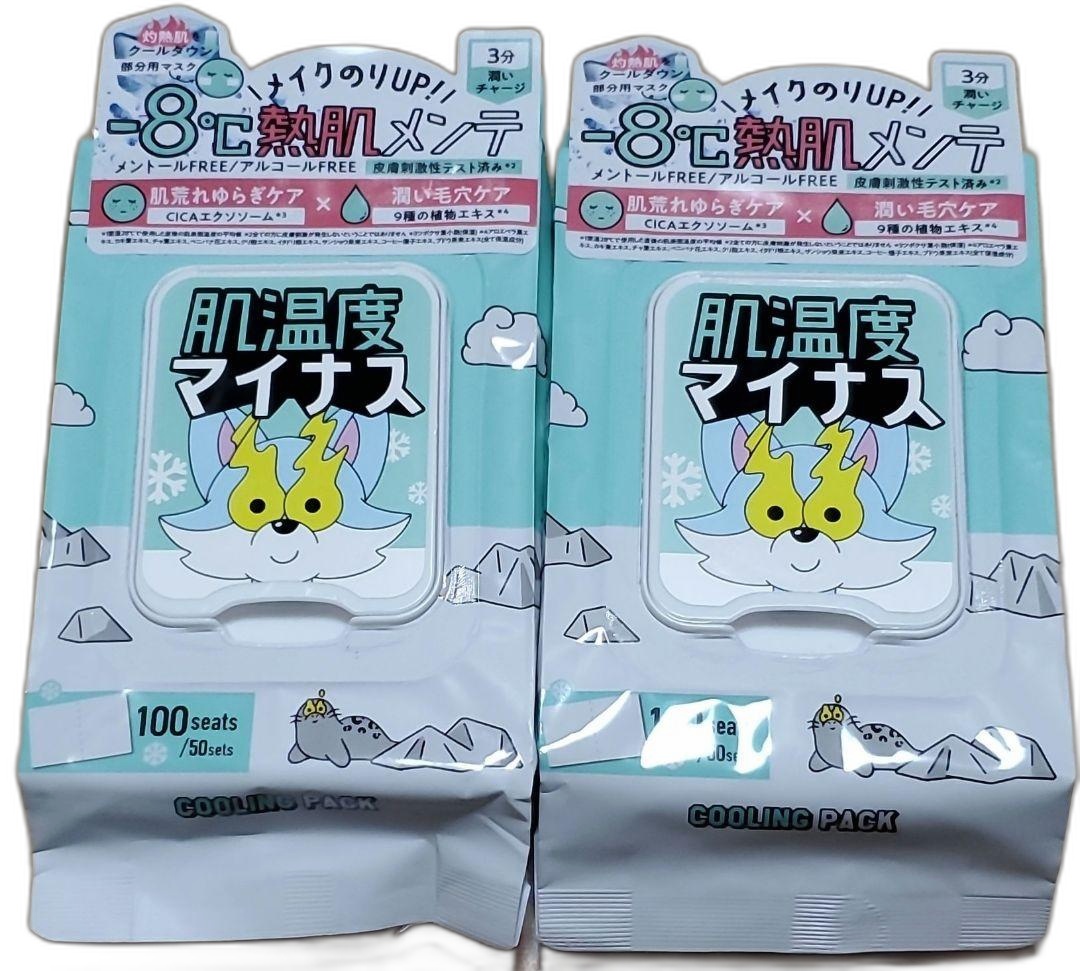 灼熱肌を
クールダウン
部分用マスク
メイクのりUP!!
3分
潤い
チャージ
-8℃熱肌メンテ
メントールFREE/アルコールFREE
皮膚刺激性テスト済み*2
肌荒れゆらぎケア
CICAエクソソーム*3
×
潤い毛穴ケア
9種の植物エキス*4
肌温度
マイナス
100 seats
/50sets
COOLING PACK
灼熱肌を
クールダウン
部分用マスク
メイクのりUP!!
3分
潤い
チャージ
-8℃熱肌メンテ
メントールFREE/アルコールFREE
皮膚刺激性テスト済み*2
肌荒れゆらぎケア
CICAエクソソーム*3
×
潤い毛穴ケア
9種の植物エキス*4
肌温度
マイナス
COOLING PACK